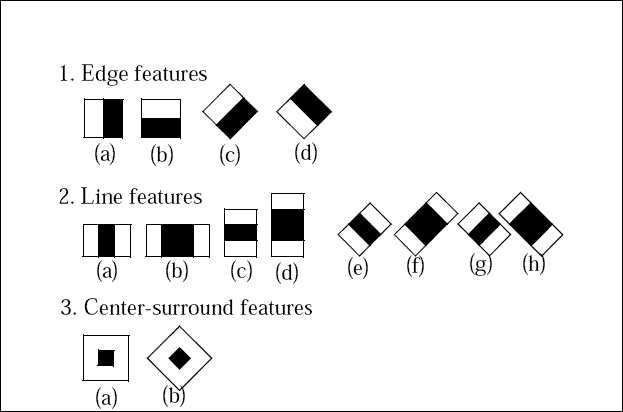 1. Edge features
(a) (b) (c) (d)
2. Line features
(a) (b) (c) (d) (e) (f) (g) (h)
3. Center-surround features
(a) (b)